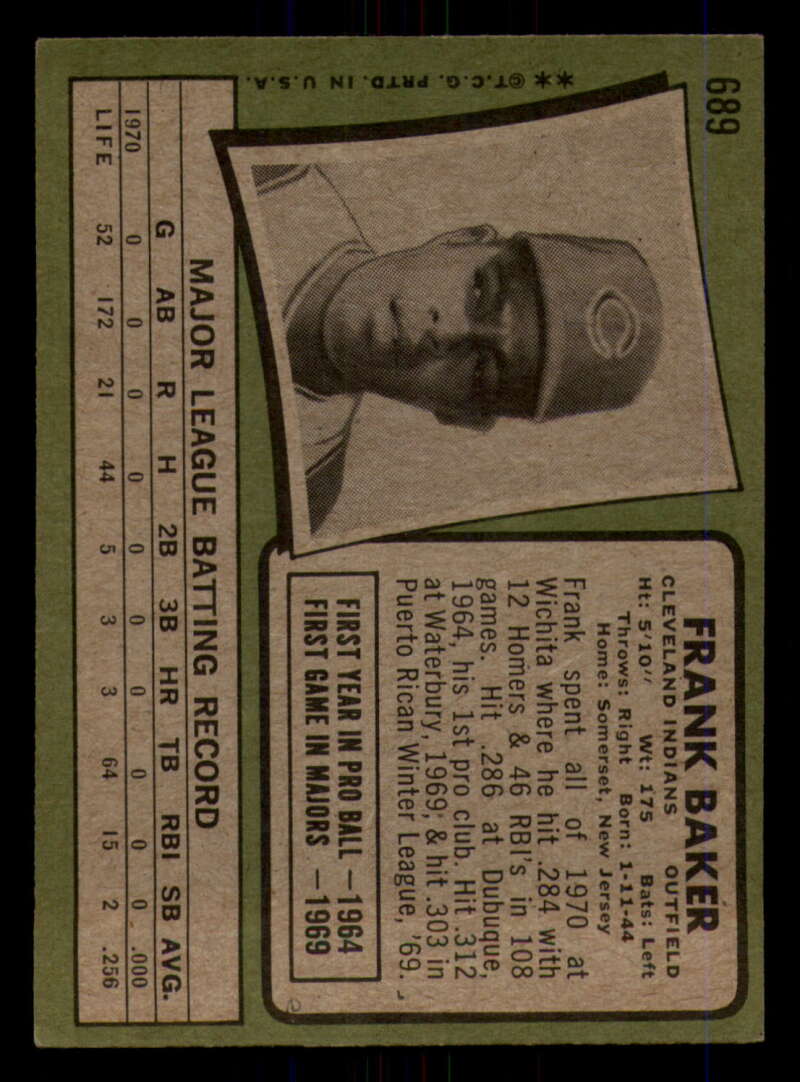 689
**©T.C.G. PRTD. IN U.S.A.
C
FRANK BAKER
CLEVELAND INDIANS OUTFIELD
Ht: 5'10" Wt: 175 Bats: Left
Throws: Right Born: 1-11-44
Home: Somerset, New Jersey
Frank spent all of 1970 at
Wichita where he hit .284 with
12 Homers & 46 RBI's in 108
games. Hit .286 at Dubuque,
1964, his 1st pro club. Hit .312
at Waterbury, 1969; & hit .303 in
Puerto Rican Winter League, '69.
FIRST YEAR IN PRO BALL —1964
FIRST GAME IN MAJORS —1969
MAJOR LEAGUE BATTING RECORD
G AB R H 2B 3B HR TB RBI SB AVG.
1970 0 0 0 0 0 0 0 0 0 0 .000
LIFE 52 172 21 44 5 3 3 64 15 2 .256